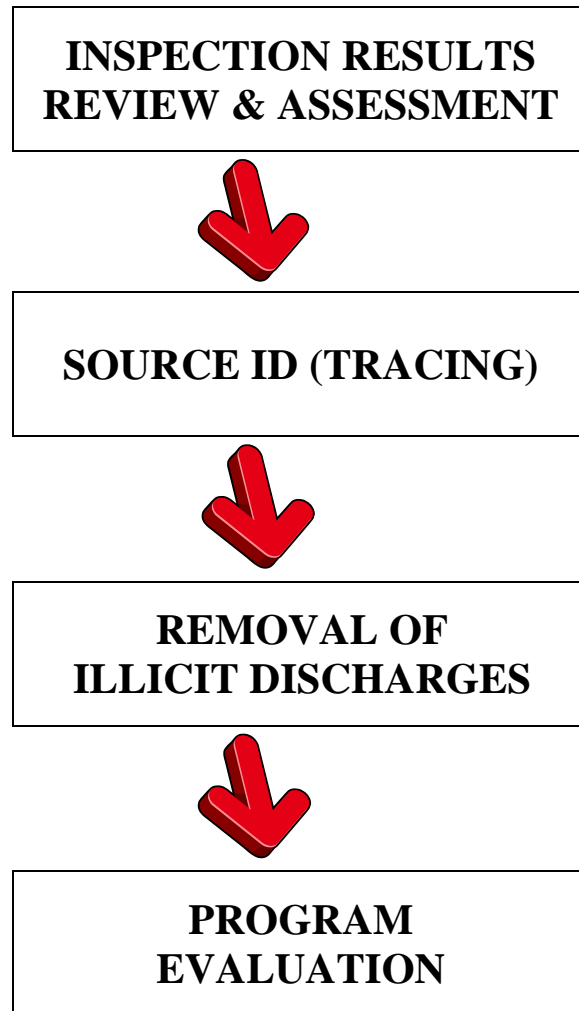 INSPECTION RESULTS
REVIEW & ASSESSMENT
SOURCE ID (TRACING)
REMOVAL OF
ILLICIT DISCHARGES
PROGRAM
EVALUATION